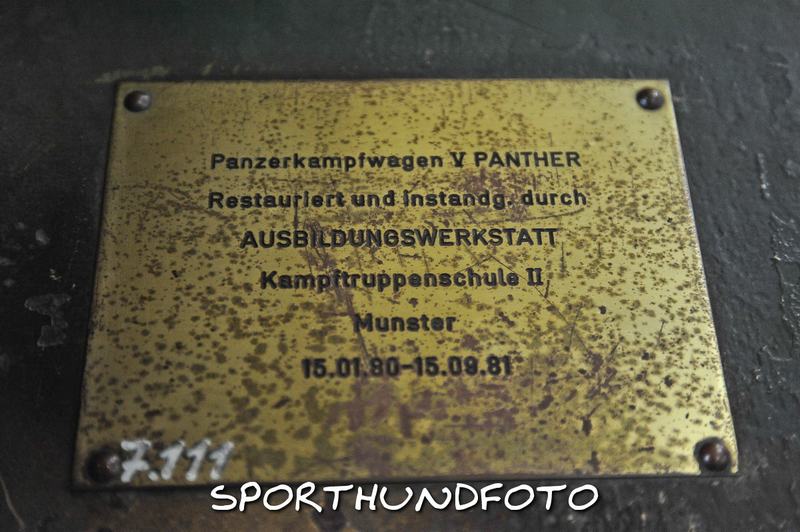 Panzerkampfwagen V PANTHER
Restauriert und instandg. durch
AUSBILDUNGSWERKSTATT
Kampftruppenschule II
Munster
15.01.80-15.09.81
7.111
SPORTHUNDFOTO